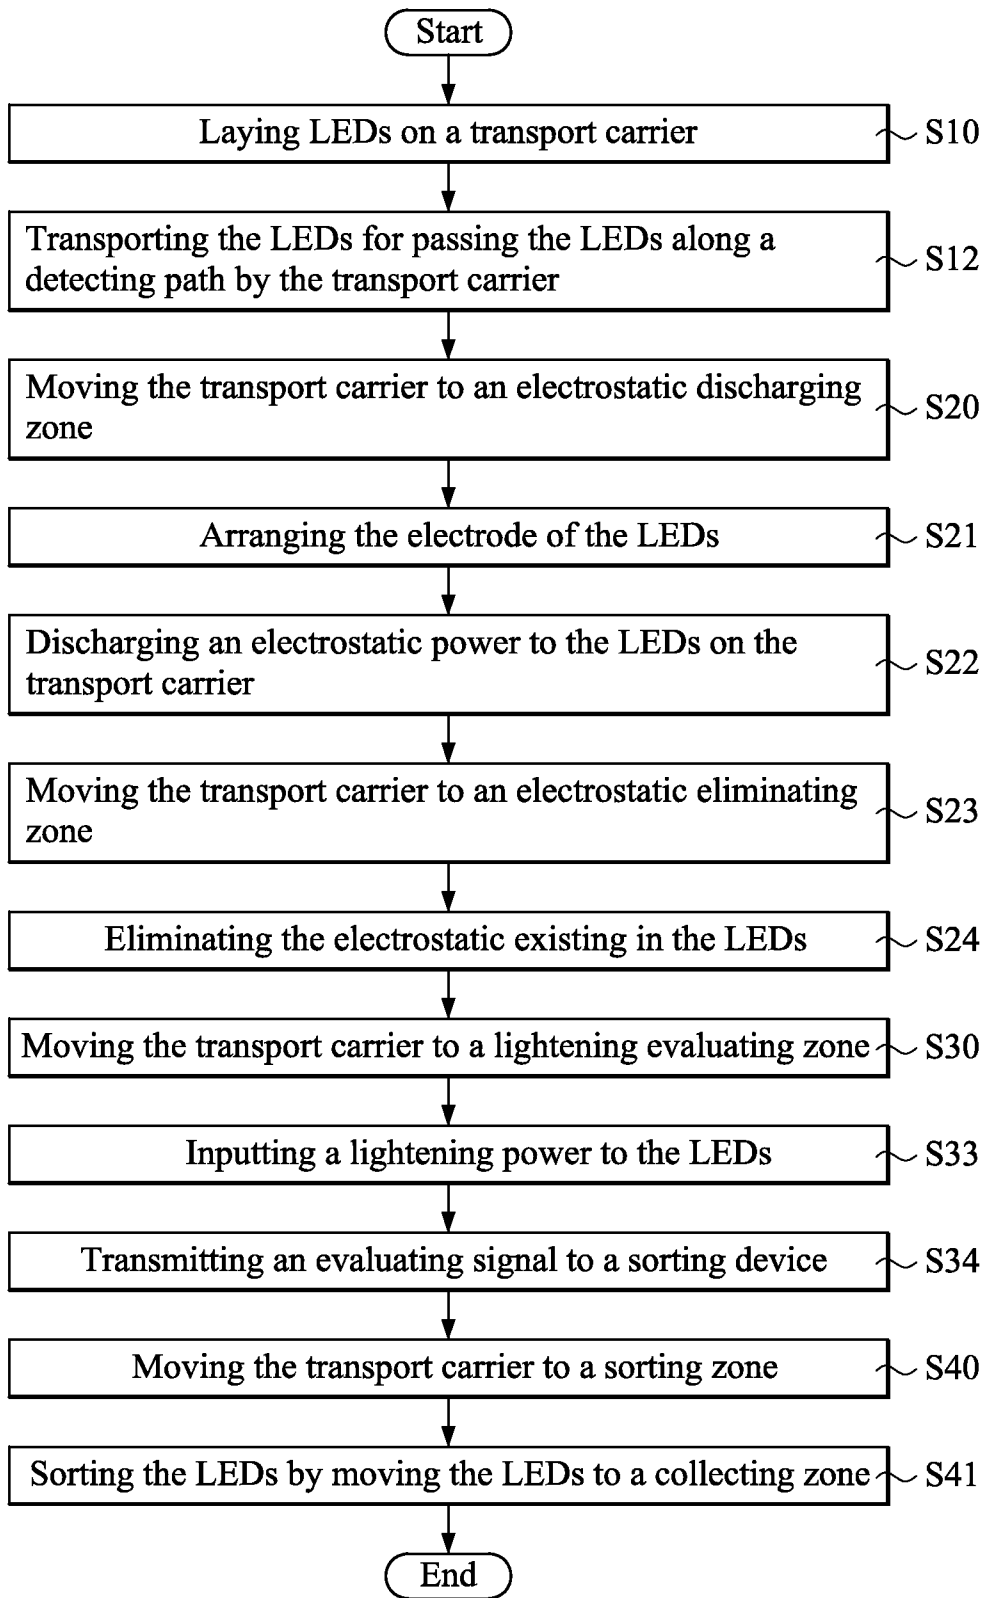 Start
Laying LEDs on a transport carrier
S10
Transporting the LEDs for passing the LEDs along a
detecting path by the transport carrier
S12
Moving the transport carrier to an electrostatic discharging
zone
S20
Arranging the electrode of the LEDs
S21
Discharging an electrostatic power to the LEDs on the
transport carrier
S22
Moving the transport carrier to an electrostatic eliminating
zone
S23
Eliminating the electrostatic existing in the LEDs
S24
Moving the transport carrier to a lightening evaluating zone
S30
Inputting a lightening power to the LEDs
S33
Transmitting an evaluating signal to a sorting device
S34
Moving the transport carrier to a sorting zone
S40
Sorting the LEDs by moving the LEDs to a collecting zone
S41
End